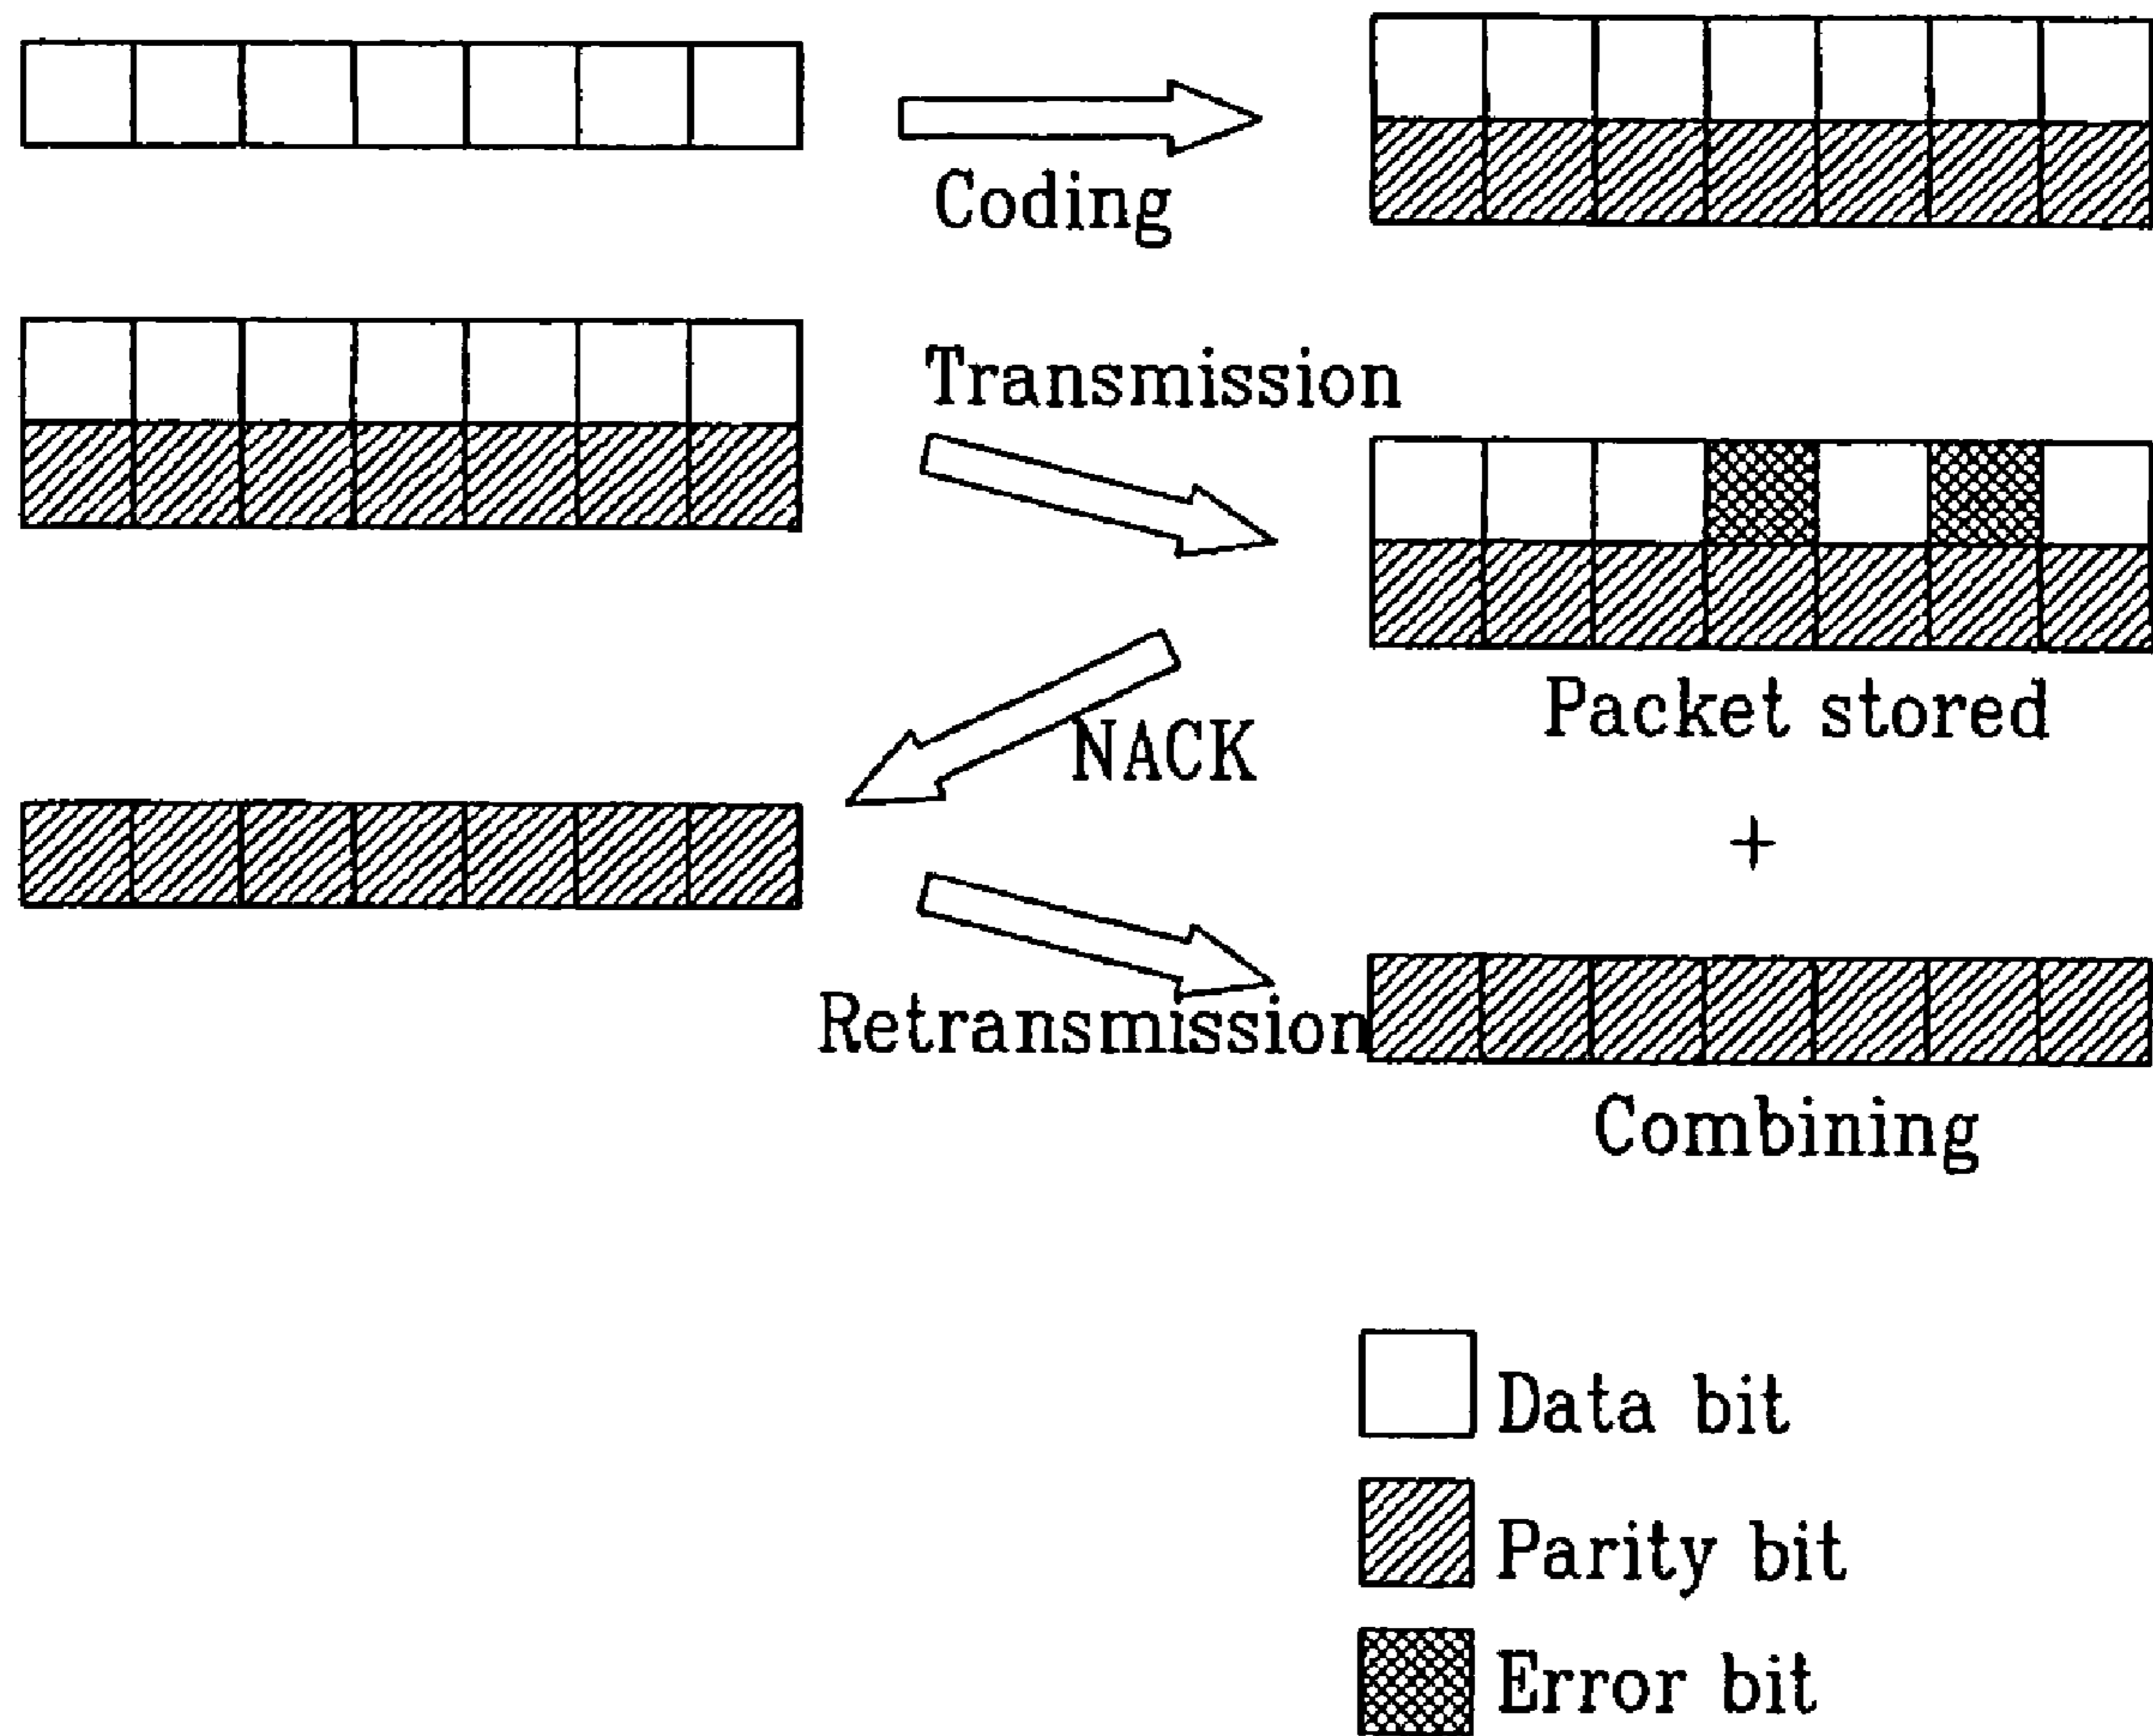 Coding
Transmission
Packet stored
NACK
+
Retransmission
Combining
Data bit
Parity bit
Error bit